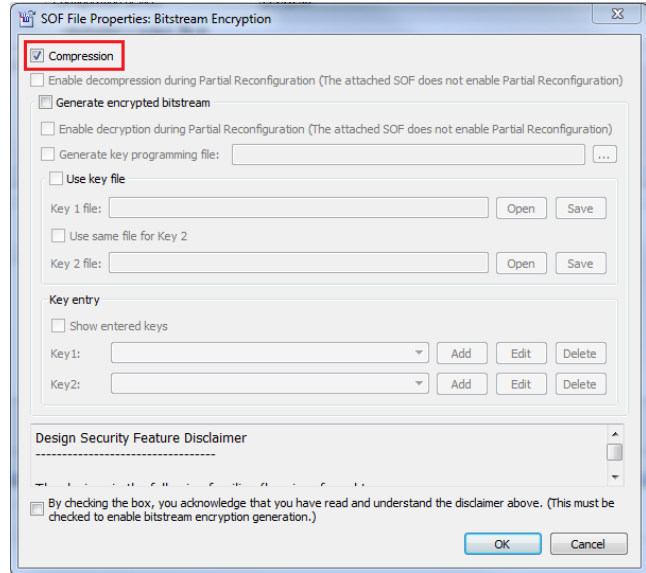 SOF File Properties: Bitstream Encryption
Compression
Enable decompression during Partial Reconfiguration (The attached SOF does not enable Partial Reconfiguration)
Generate encrypted bitstream
Enable decryption during Partial Reconfiguration (The attached SOF does not enable Partial Reconfiguration)
Generate key programming file: ...
Use key file
Key 1 file: Open Save
Use same file for Key 2
Key 2 file: Open Save
Key entry
Show entered keys
Key1: Add Edit Delete
Key2: Add Edit Delete
Design Security Feature Disclaimer
----------------------------------
By checking the box, you acknowledge that you have read and understand the disclaimer above. (This must be
checked to enable bitstream encryption generation.)
OK Cancel